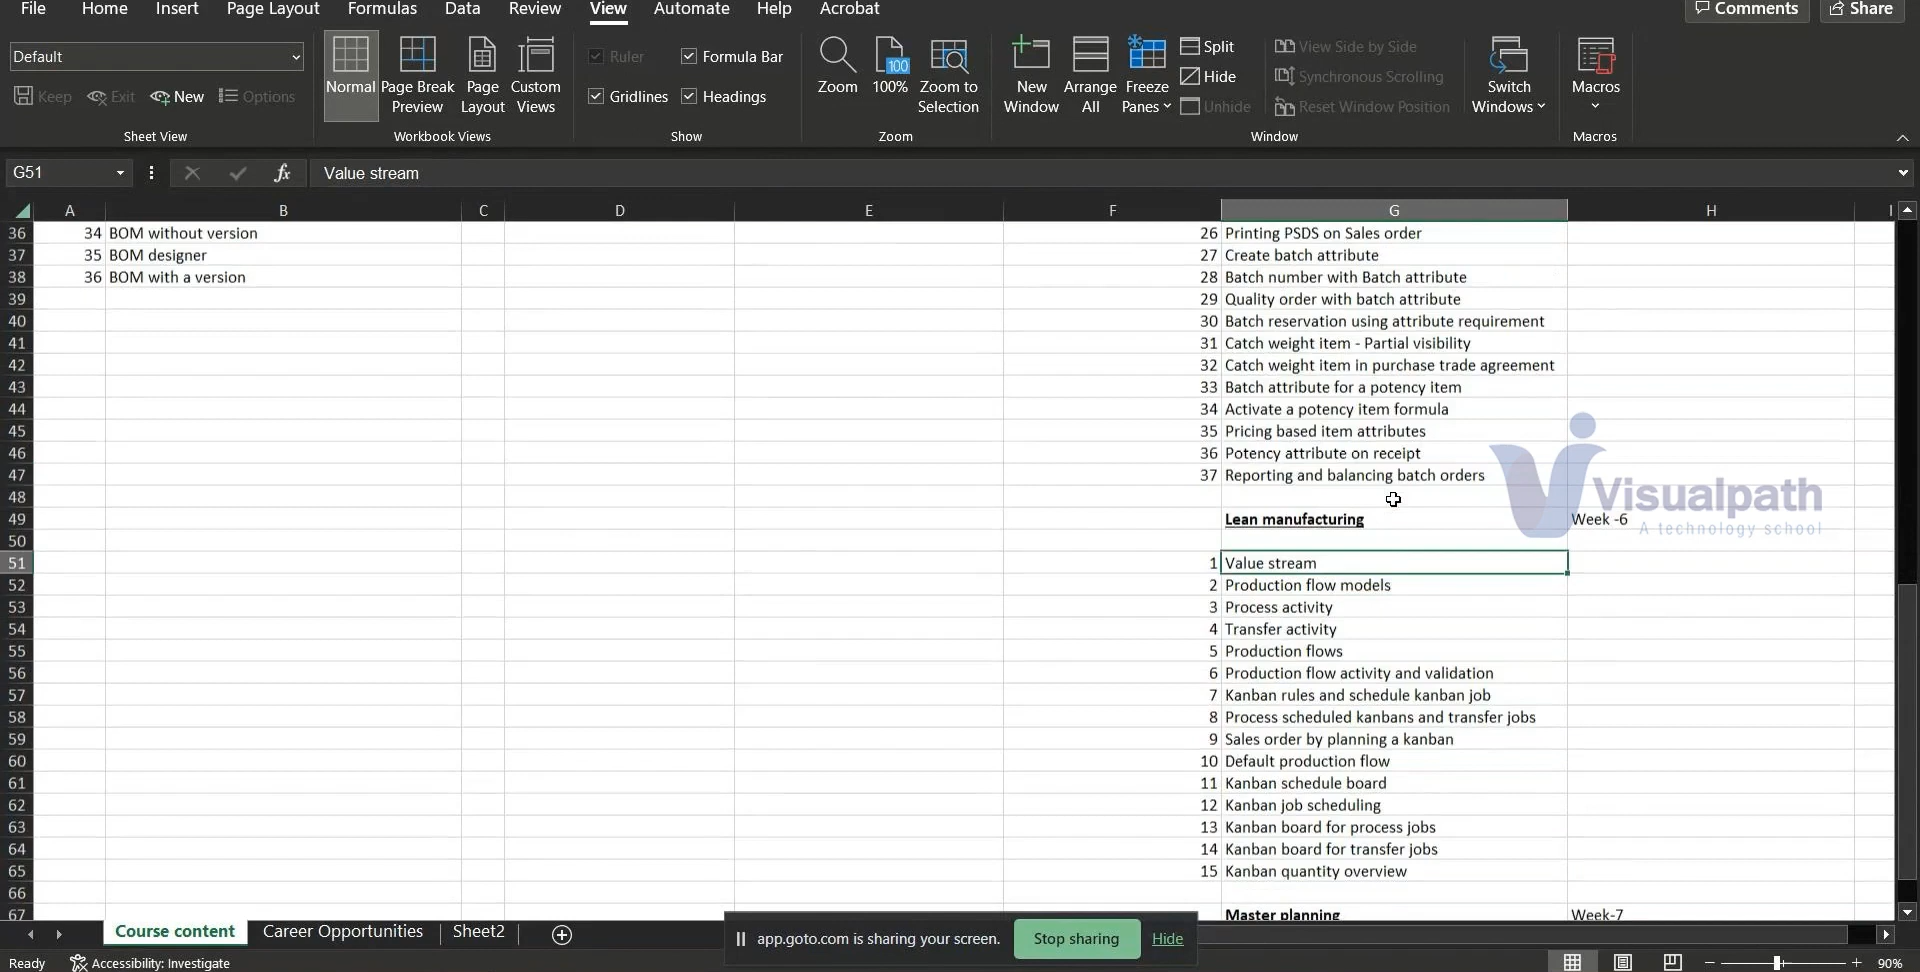 File Home Insert Page Layout Formulas Data Review View Automate Help Acrobat Comments Share
Default
Keep Exit New Options
Sheet View
Normal Page Break Preview Page Layout Custom Views
Workbook Views
Ruler Formula Bar
Gridlines Headings
Show
Zoom 100 100% Zoom to Selection
Zoom
New Window Arrange All Freeze Panes
Split
Hide
Unhide
View Side by Side
Synchronous Scrolling
Reset Window Position
Switch Windows
Window
Macros
Macros
G51 fx Value stream
A B C D E F G H I
36 34 BOM without version 26 Printing PSDS on Sales order
37 35 BOM designer 27 Create batch attribute
38 36 BOM with a version 28 Batch number with Batch attribute
39 29 Quality order with batch attribute
40 30 Batch reservation using attribute requirement
41 31 Catch weight item - Partial visibility
42 32 Catch weight item in purchase trade agreement
43 33 Batch attribute for a potency item
44 34 Activate a potency item formula
45 35 Pricing based item attributes
46 36 Potency attribute on receipt
47 37 Reporting and balancing batch orders
48
Visualpath
A technology school
49 Lean manufacturing Week -6
50
51 1 Value stream
52 2 Production flow models
53 3 Process activity
54 4 Transfer activity
55 5 Production flows
56 6 Production flow activity and validation
57 7 Kanban rules and schedule kanban job
58 8 Process scheduled kanbans and transfer jobs
59 9 Sales order by planning a kanban
60 10 Default production flow
61 11 Kanban schedule board
62 12 Kanban job scheduling
63 13 Kanban board for process jobs
64 14 Kanban board for transfer jobs
65 15 Kanban quantity overview
66
67 Master planning Week-7
Course content Career Opportunities Sheet2
app.goto.com is sharing your screen. Stop sharing Hide
Ready Accessibility: Investigate 90%